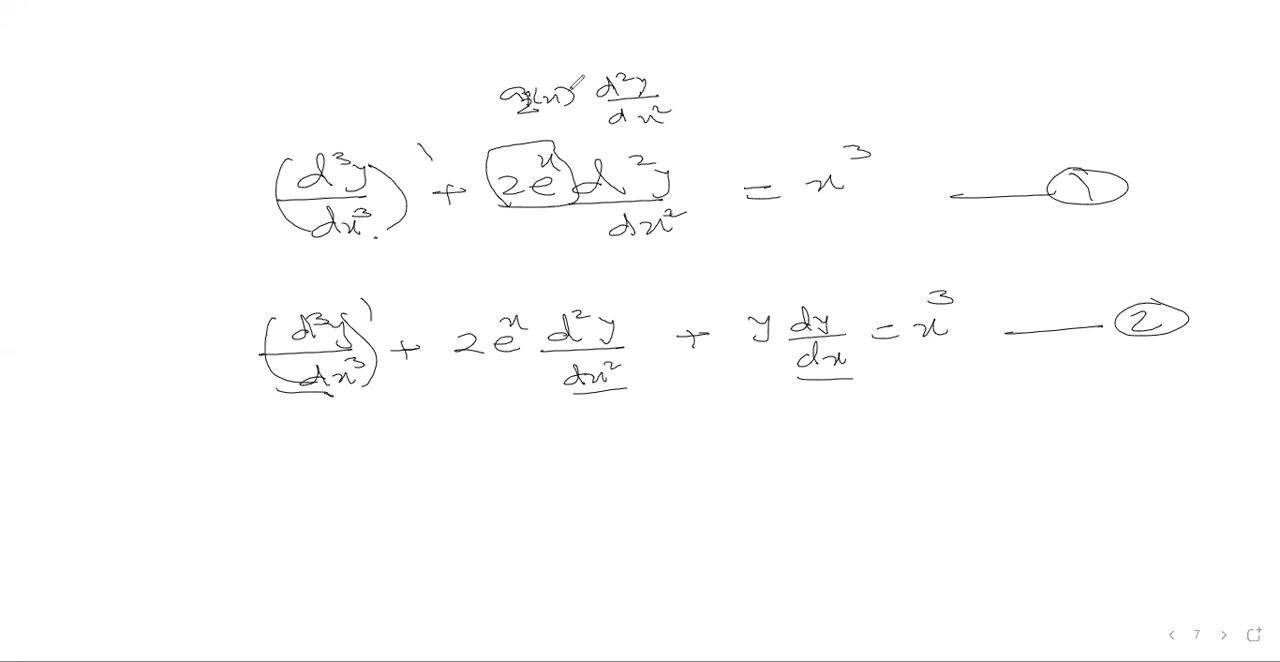 a₂(x) d²y/dx²
(d³y/dx³)¹ + 2eˣ d²y/dx² = x³ —— 1
(d³y/dx³)¹ + 2eˣ d²y/dx² + y dy/dx = x³ —— 2
< 7 >